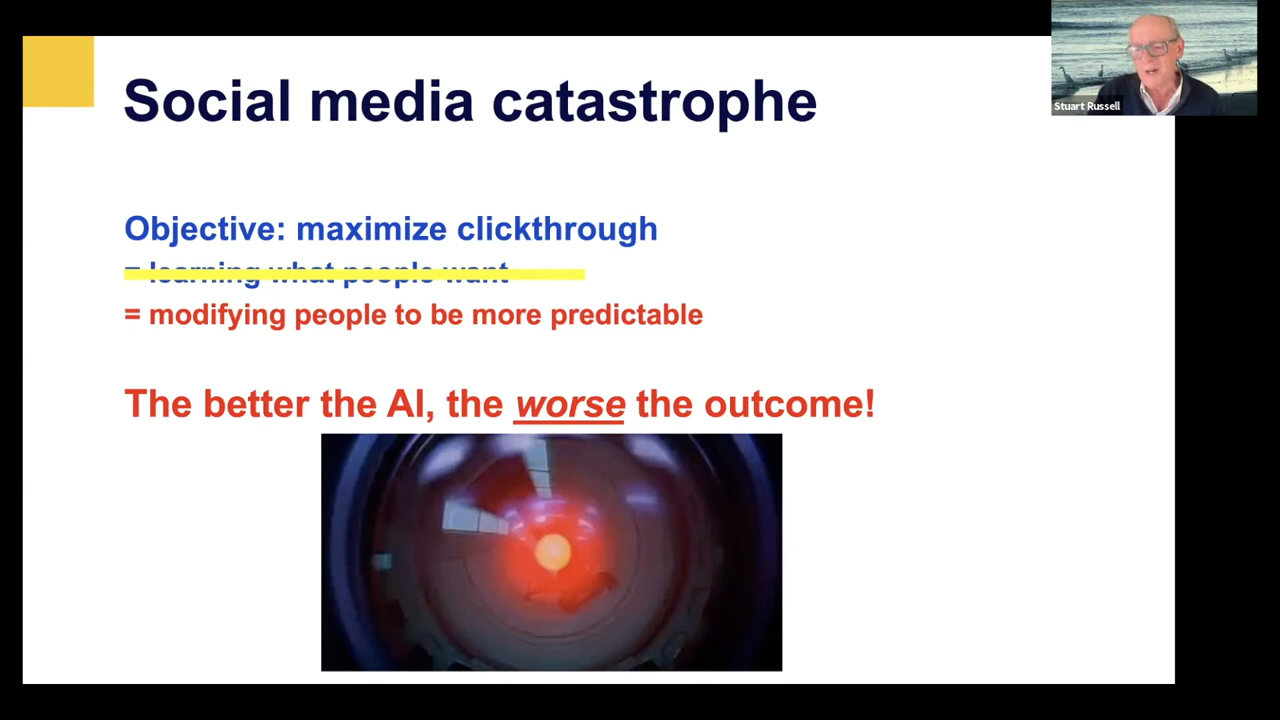 Social media catastrophe
Stuart Russell
Objective: maximize clickthrough
= learning what people want
= modifying people to be more predictable
The better the AI, the worse the outcome!